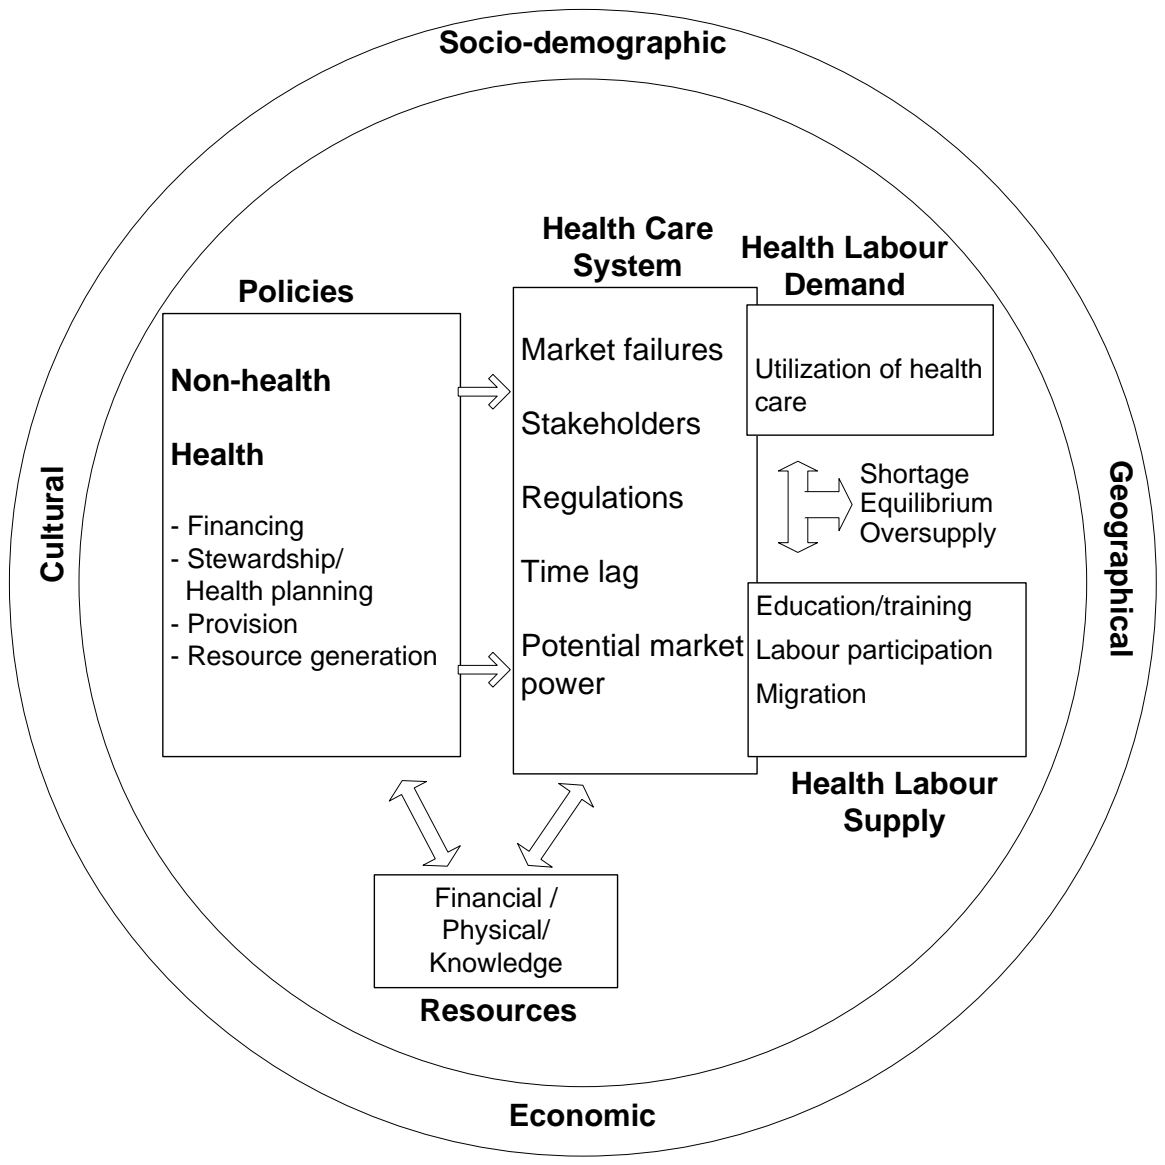 Socio-demographic
Cultural
Policies
Non-health
Health
- Financing
- Stewardship/
Health planning
- Provision
- Resource generation
Health Care
System
Market failures
Stakeholders
Regulations
Time lag
Potential market
power
Health Labour
Demand
Utilization of health
care
Shortage
Equilibrium
Oversupply
Education/training
Labour participation
Migration
Health Labour
Supply
Geographical
Financial /
Physical/
Knowledge
Resources
Economic